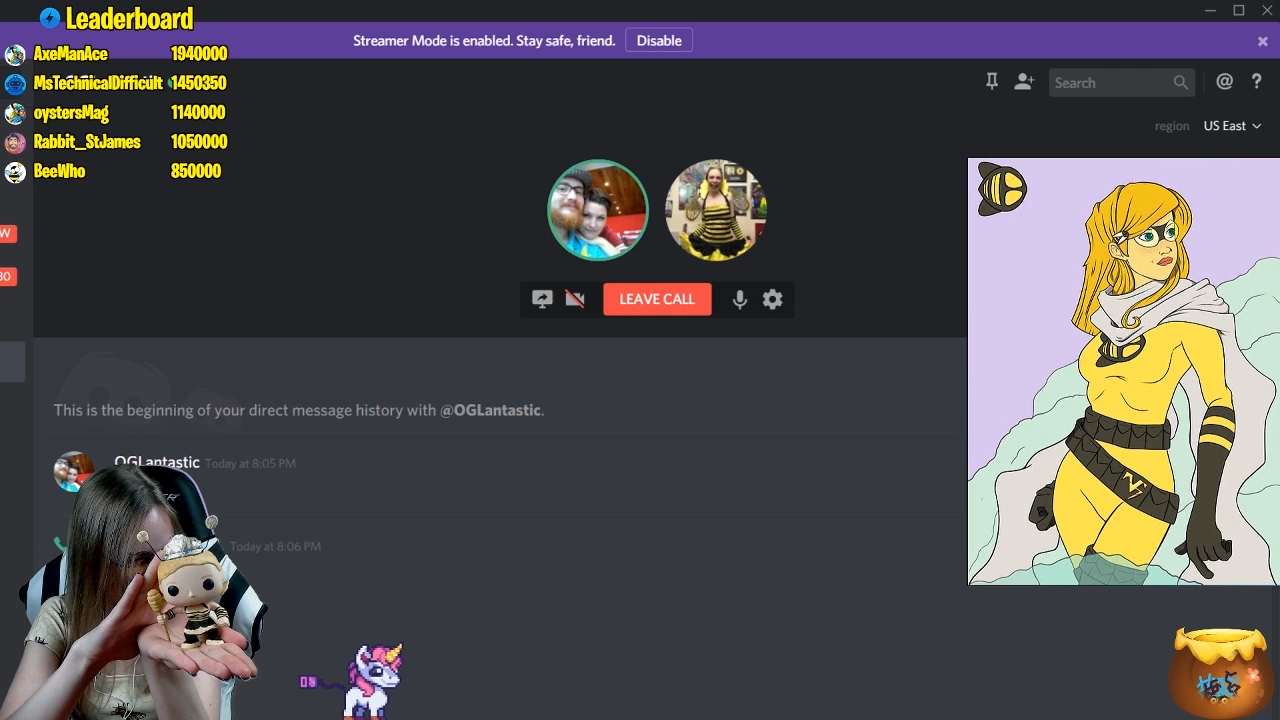 Leaderboard
AxeManAce 1940000
MsTechnicalDifficult 1450350
oystersMag 1140000
Rabbit_StJames 1050000
BeeWho 850000
Streamer Mode is enabled. Stay safe, friend. Disable
Search
region US East
W
30
LEAVE CALL
This is the beginning of your direct message history with @OGLantastic.
OGLantastic Today at 8:05 PM
Today at 8:06 PM